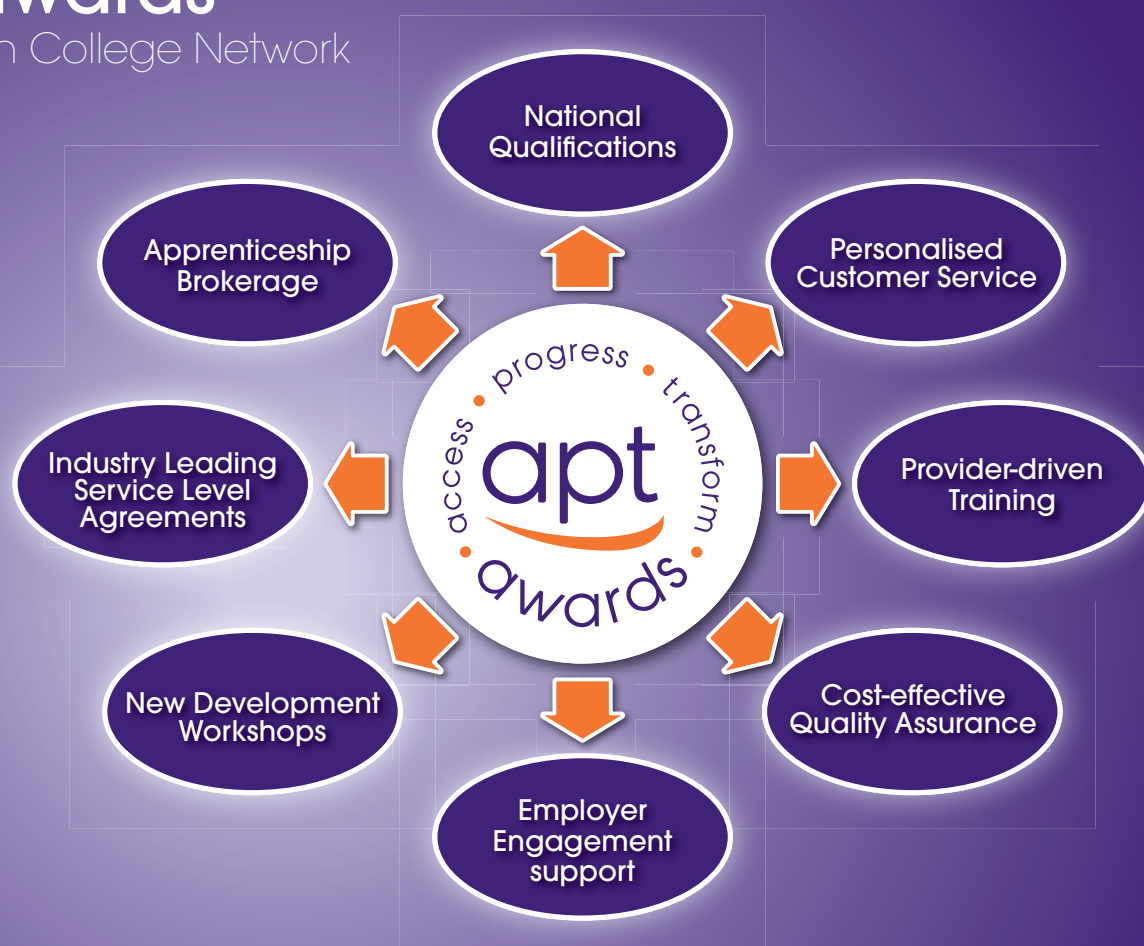 awards
n College Network
National
Qualifications
Apprenticeship
Brokerage
Personalised
Customer Service
access • progress • transform
apt
awards
Industry Leading
Service Level
Agreements
Provider-driven
Training
New Development
Workshops
Cost-effective
Quality Assurance
Employer
Engagement
support